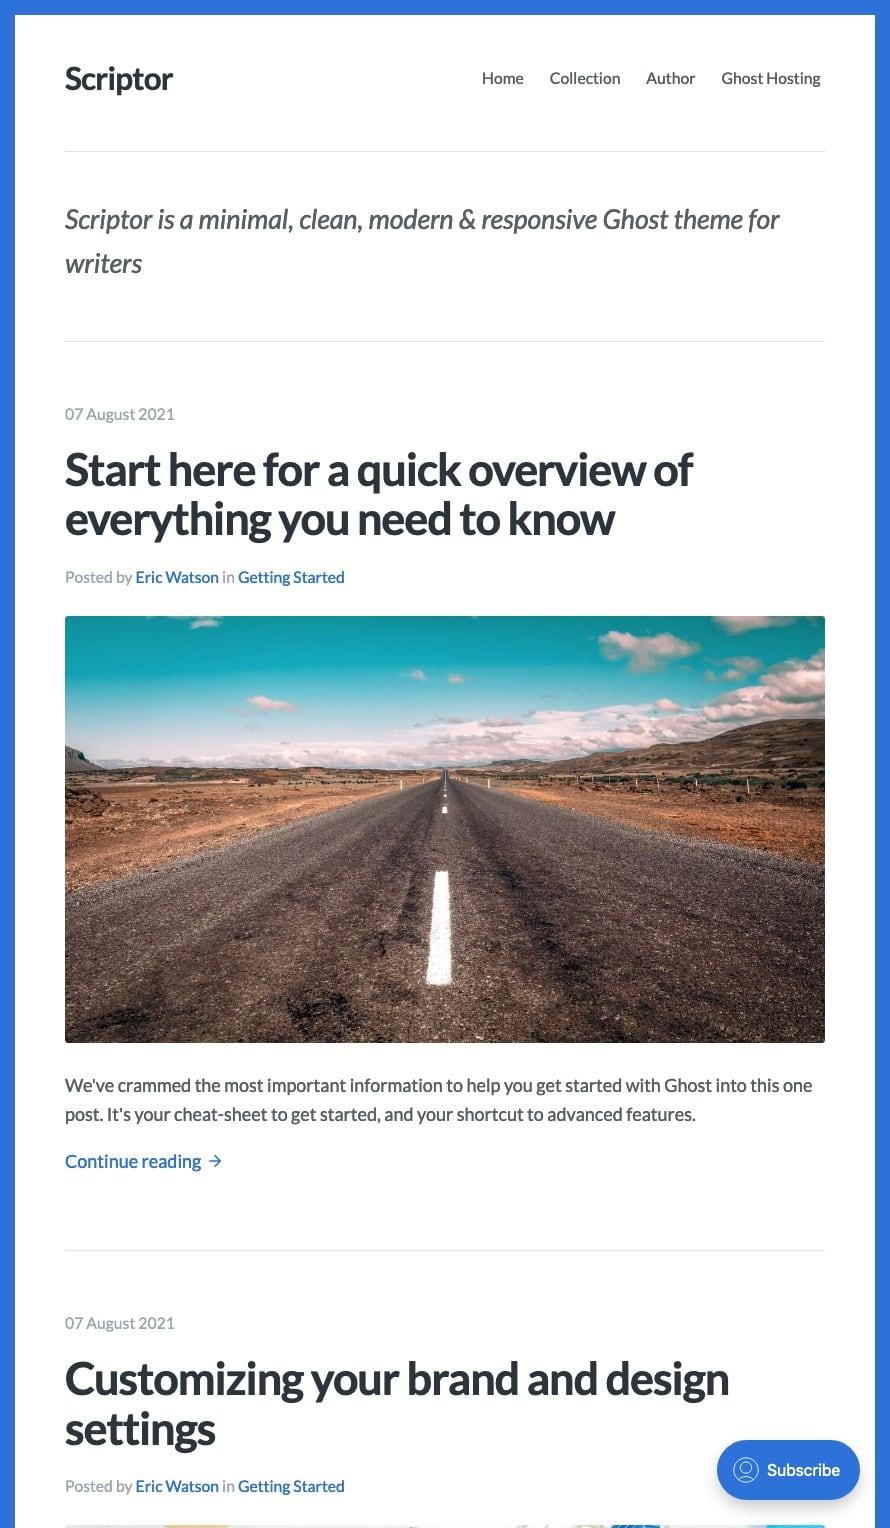 Scriptor
Home Collection Author Ghost Hosting
Scriptor is a minimal, clean, modern & responsive Ghost theme for
writers
07 August 2021
Start here for a quick overview of
everything you need to know
Posted by Eric Watson in Getting Started
We've crammed the most important information to help you get started with Ghost into this one
post. It's your cheat-sheet to get started, and your shortcut to advanced features.
Continue reading →
07 August 2021
Customizing your brand and design
settings
Subscribe
Posted by Eric Watson in Getting Started